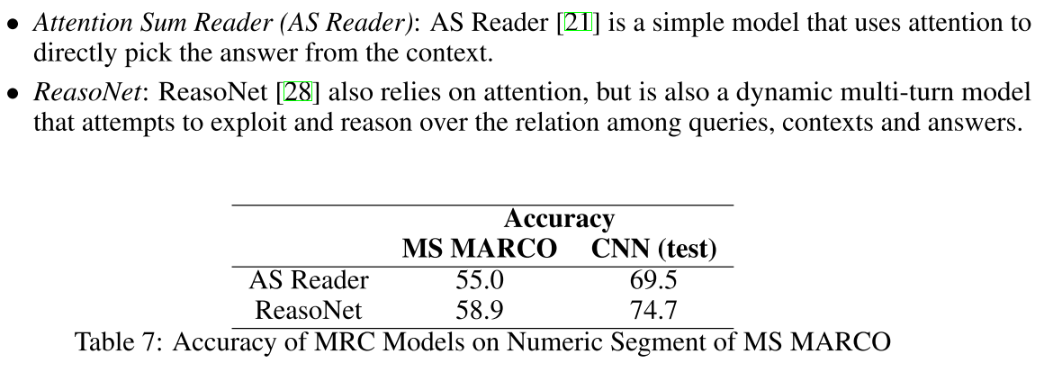 • Attention Sum Reader (AS Reader): AS Reader [21] is a simple model that uses attention to
directly pick the answer from the context.
• ReasoNet: ReasoNet [28] also relies on attention, but is also a dynamic multi-turn model
that attempts to exploit and reason over the relation among queries, contexts and answers.
Accuracy
MS MARCO CNN (test)
AS Reader 55.0 69.5
ReasoNet 58.9 74.7
Table 7: Accuracy of MRC Models on Numeric Segment of MS MARCO